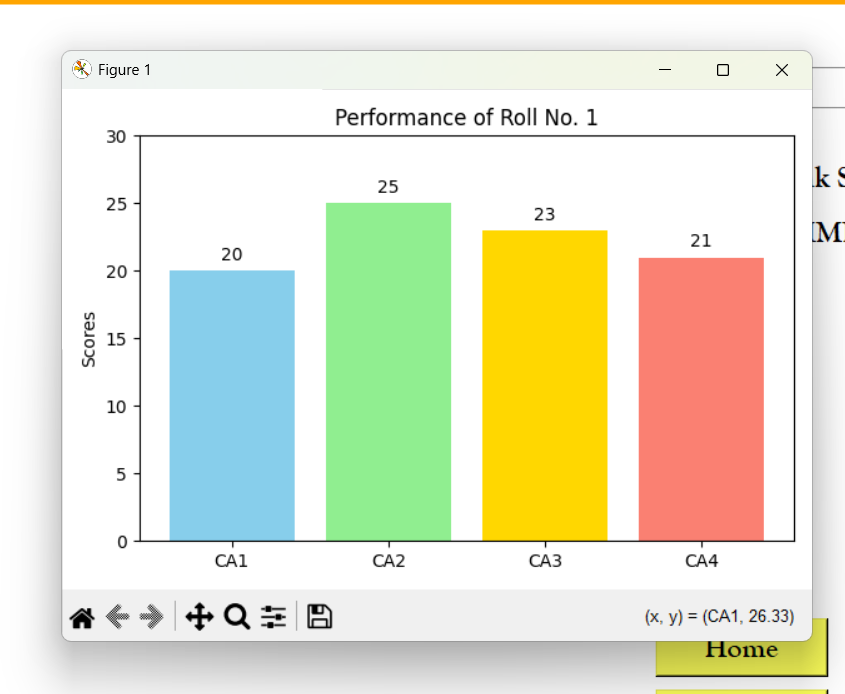 Figure 1
Performance of Roll No. 1
30
25
20
15
10
5
0
Scores
20
25
23
21
CA1 CA2 CA3 CA4
(x, y) = (CA1, 26.33)
Home